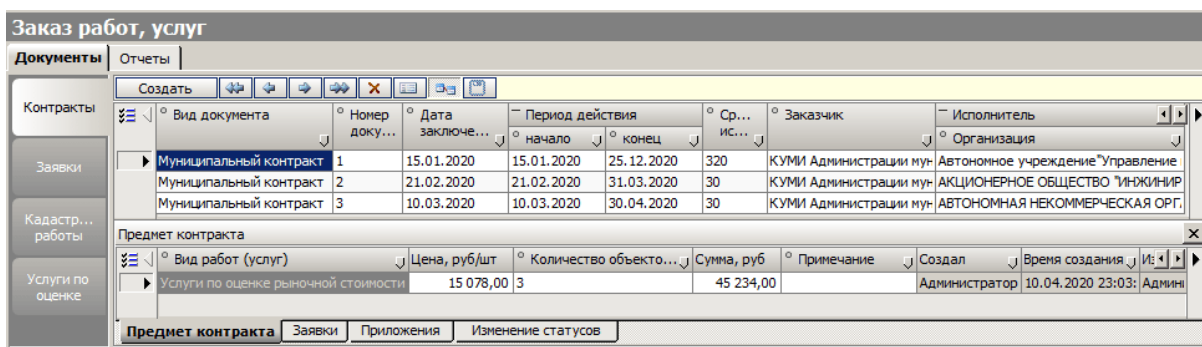 Заказ работ, услуг
Документы Отчеты
Создать
Контракты
Заявки
Кадастр... работы
Услуги по оценке
° Вид документа ° Номер доку... ° Дата заключе... Период действия ° Ср... ис... ° Заказчик Исполнитель
° начало ° конец ° Организация
Муниципальный контракт 1 15.01.2020 15.01.2020 25.12.2020 320 КУМИ Администрации мун Автономное учреждение"Управление
Муниципальный контракт 2 21.02.2020 21.02.2020 31.03.2020 30 КУМИ Администрации мун АКЦИОНЕРНОЕ ОБЩЕСТВО "ИНЖИНИР
Муниципальный контракт 3 10.03.2020 10.03.2020 30.04.2020 30 КУМИ Администрации мун АВТОНОМНАЯ НЕКОММЕРЧЕСКАЯ ОРГ
Предмет контракта
° Вид работ (услуг) Цена, руб/шт ° Количество объекто... Сумма, руб ° Примечание Создал Время создания Из
Услуги по оценке рыночной стоимости 15 078,00 3 45 234,00 Администратор 10.04.2020 23:03: Админи
Предмет контракта Заявки Приложения Изменение статусов